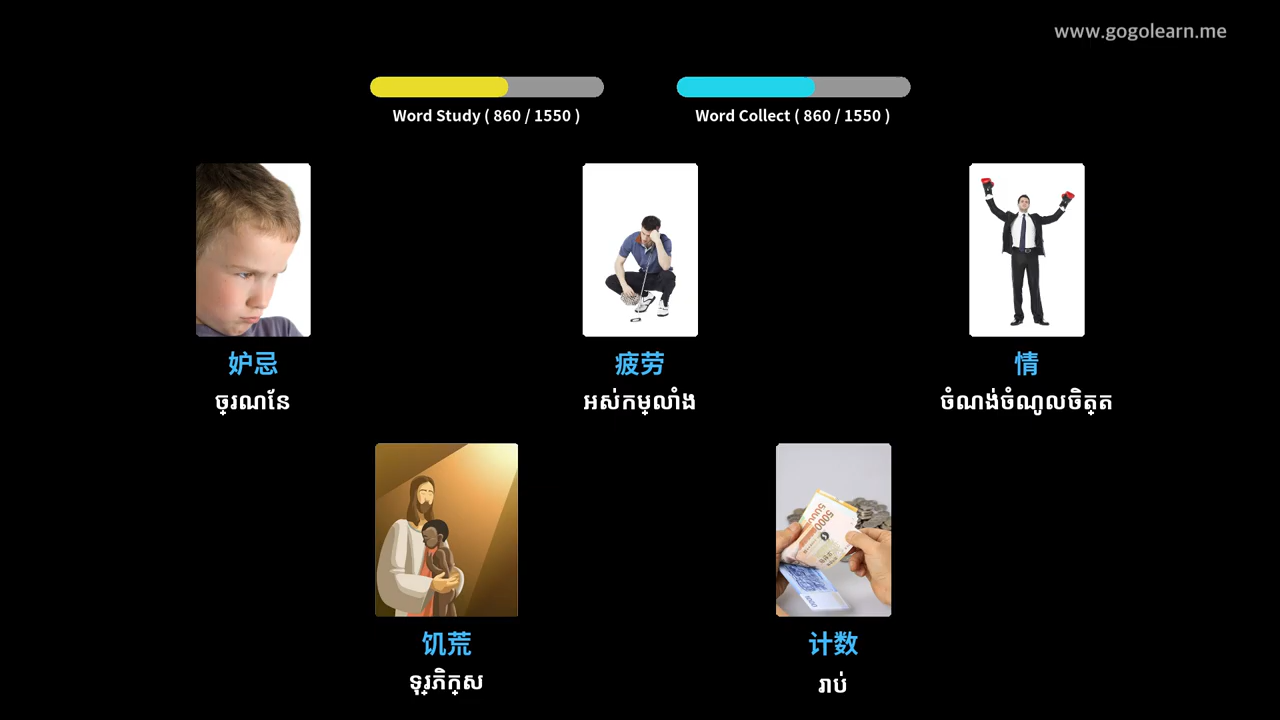 www.gogolearn.me
Word Study ( 860 / 1550 )
Word Collect ( 860 / 1550 )
妒忌
ច្រណែន
疲劳
អស់កម្លាំង
情
ចំណង់ចំណូលចិត្ត
饥荒
ទុរ្ភិក្ស
计数
រាប់